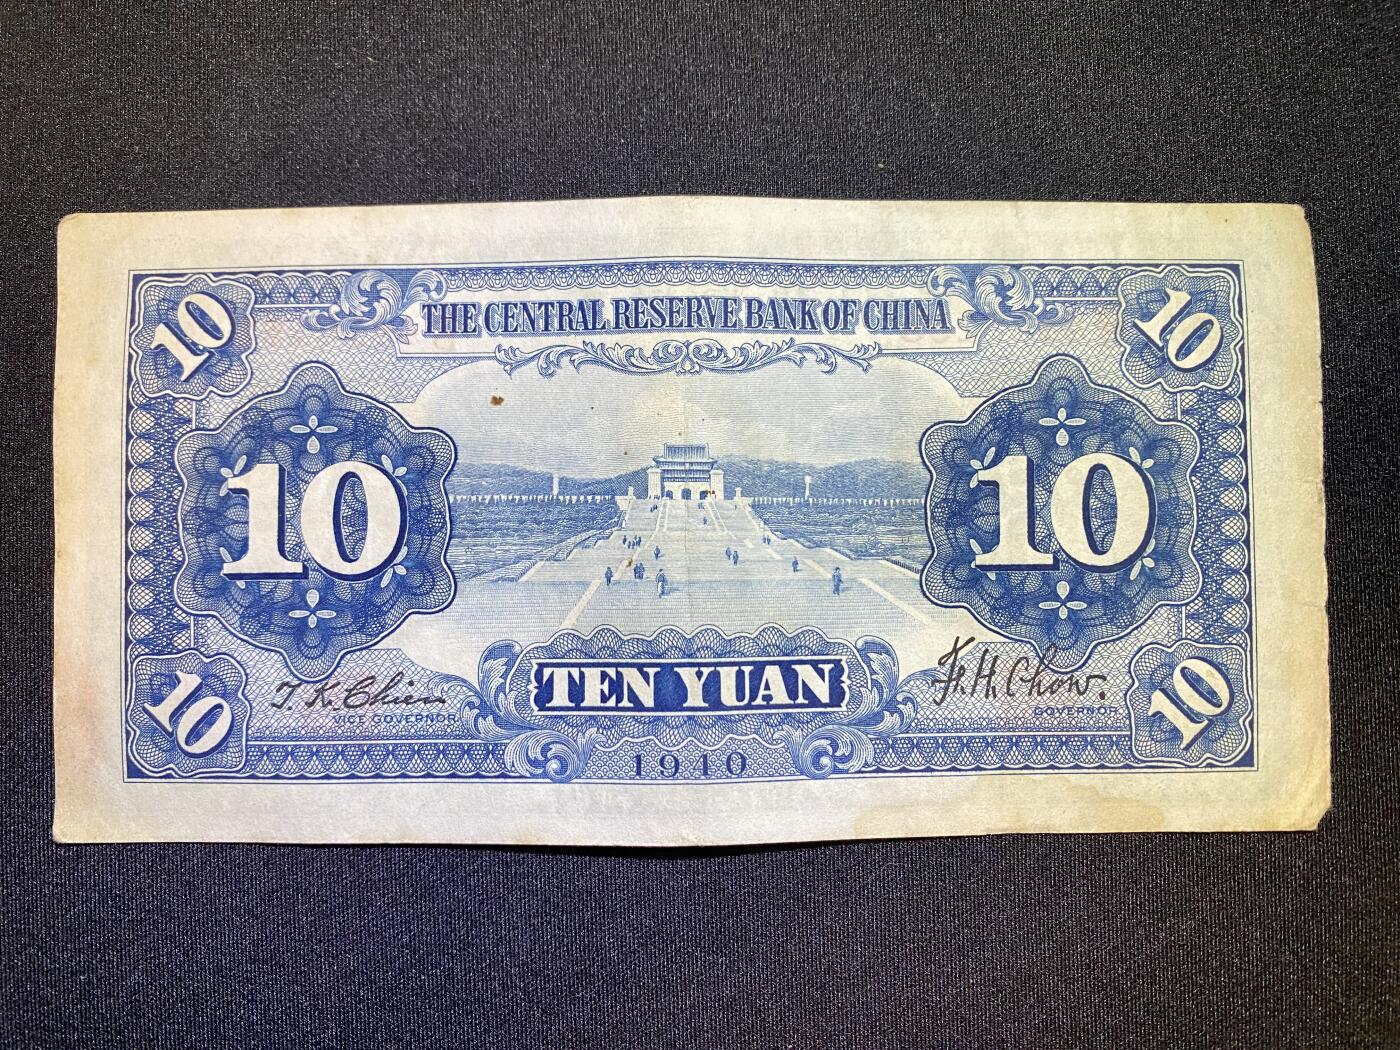 10 10
THE CENTRAL RESERVE BANK OF CHINA
10 10
TEN YUAN
T. K. Chien F. H. Chow.
VICE GOVERNOR GOVERNOR
10 10
1940